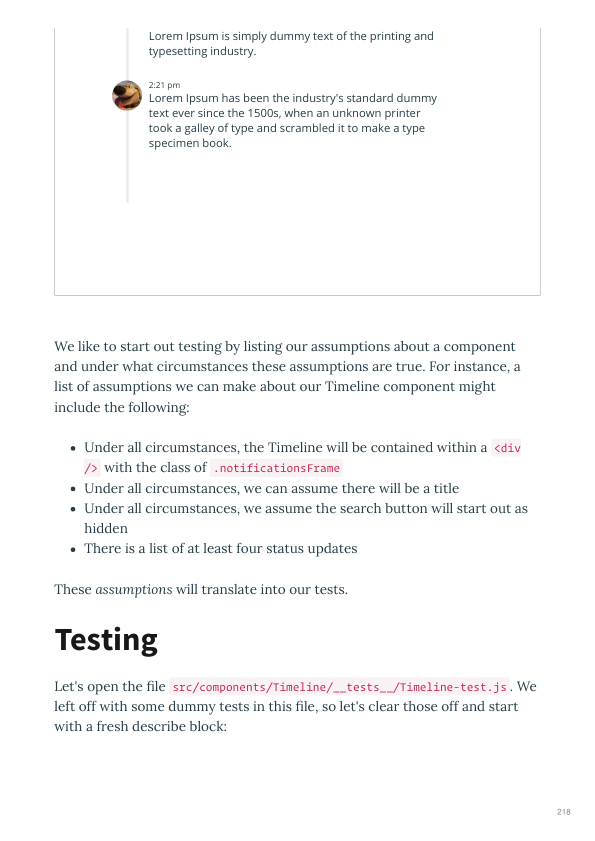 Lorem Ipsum is simply dummy text of the printing and
typesetting industry.
2:21 pm
Lorem Ipsum has been the industry's standard dummy
text ever since the 1500s, when an unknown printer
took a galley of type and scrambled it to make a type
specimen book.
We like to start out testing by listing our assumptions about a component
and under what circumstances these assumptions are true. For instance, a
list of assumptions we can make about our Timeline component might
include the following:
• Under all circumstances, the Timeline will be contained within a <div
/> with the class of .notificationsFrame
• Under all circumstances, we can assume there will be a title
• Under all circumstances, we assume the search button will start out as
hidden
• There is a list of at least four status updates
These assumptions will translate into our tests.
Testing
Let's open the file src/components/Timeline/__tests__/Timeline-test.js. We
left off with some dummy tests in this file, so let's clear those off and start
with a fresh describe block:
218